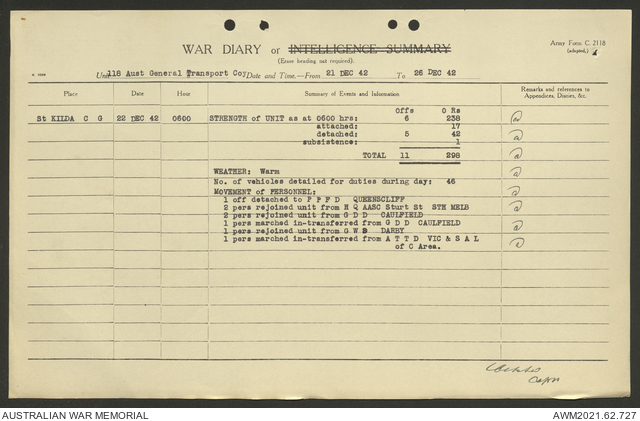 WAR DIARY or INTELLIGENCE SUMMARY
Army Form C. 2118
(Erase heading not required).
(adapted.)
Unit 118 Aust General Transport Coy Date and Time.—From 21 DEC 42 To 26 DEC 42
Place Date Hour Summary of Events and Information Remarks and references to Appendices, Diaries, &c.
Offs O Rs
St KILDA C G 22 DEC 42 0600 STRENGTH of UNIT as at 0600 hrs: 6 238
attached: 17
detached: 5 42
subsistence: 1
TOTAL 11 298
WEATHER: Warm
No. of vehicles detailed for duties during day: 46
MOVEMENT of PERSONNEL:
1 off detached to P P F D QUEENSCLIFF
2 pers rejoined unit from H Q AASC Sturt St STH MELB
2 pers rejoined unit from G D D CAULFIELD
1 pers marched in-transferred from G D D CAULFIELD
1 pers rejoined unit from G W S DARBY
1 pers marched in-transferred from A T T D VIC & S A L
of C Area.
Capt
AUSTRALIAN WAR MEMORIAL
AWM2021.62.727